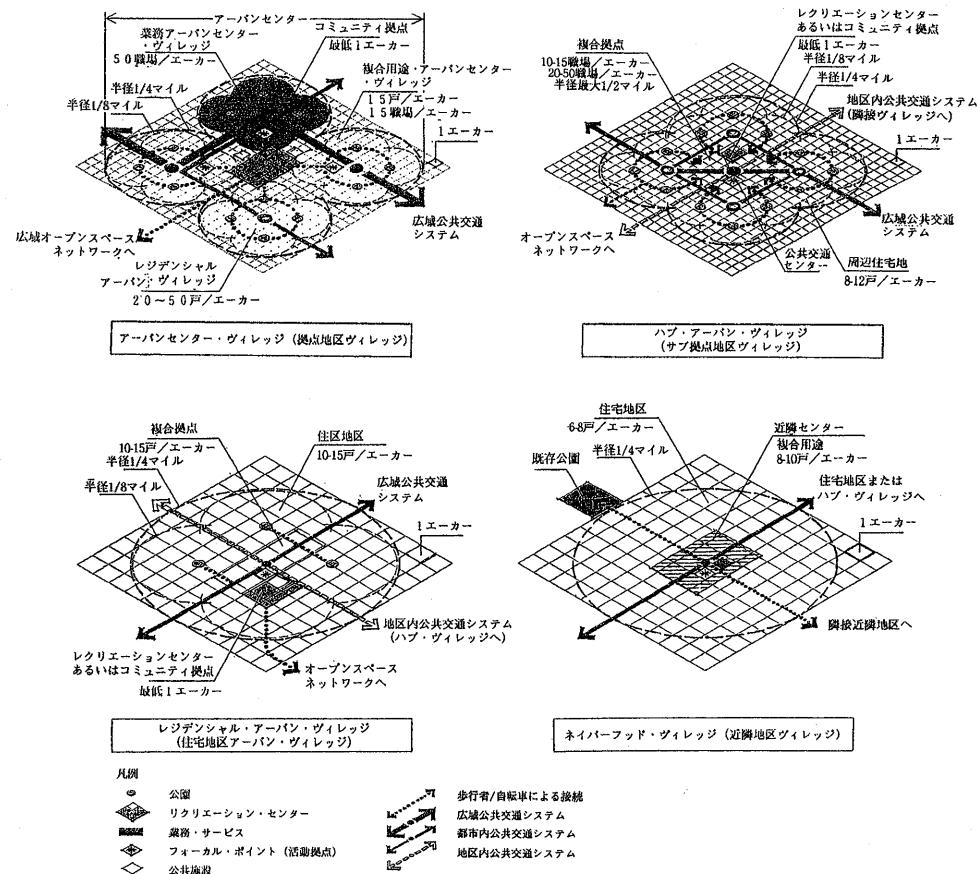 アーバンセンター
業務アーバンセンター
・ヴィレッジ
50職場／エーカー
コミュニティ拠点
最低1エーカー
複合用途・アーバンセンター
・ヴィレッジ
15戸／エーカー
15職場／エーカー
半径1/4マイル
半径1/8マイル
1エーカー
広域オープンスペース
ネットワークへ
広域公共交通
システム
レジデンシャル
アーバン・ヴィレッジ
20～50戸／エーカー
アーバンセンター・ヴィレッジ（拠点地区ヴィレッジ）
レクリエーションセンター
あるいはコミュニティ拠点
最低1エーカー
半径1/8マイル
半径1/4マイル
複合拠点
10-15職場／エーカー
20-50職場／エーカー
半径最大1/2マイル
地区内公共交通システム
（隣接ヴィレッジへ）
1エーカー
オープンスペース
ネットワークへ
広域公共交通
システム
公共交通
センター
周辺住宅地
8-12戸／エーカー
ハブ・アーバン・ヴィレッジ
（サブ拠点地区ヴィレッジ）
複合拠点
10-15戸／エーカー
半径1/4マイル
半径1/8マイル
住区地区
10-15戸／エーカー
広域公共交通
システム
1エーカー
地区内公共交通システム
（ハブ・ヴィレッジへ）
レクリエーションセンター
あるいはコミュニティ拠点
最低1エーカー
オープンスペース
ネットワークへ
レジデンシャル・アーバン・ヴィレッジ
（住宅地区アーバン・ヴィレッジ）
住宅地区
6-8戸／エーカー
半径1/4マイル
既存公園
近隣センター
複合用途
8-10戸／エーカー
住宅地区または
ハブ・ヴィレッジへ
1エーカー
隣接近隣地区へ
ネイバーフッド・ヴィレッジ（近隣地区ヴィレッジ）
凡例
公園
リクリエーション・センター
業務・サービス
フォーカル・ポイント（活動拠点）
公共施設
歩行者/自転車による接続
広域公共交通システム
都市内公共交通システム
地区内公共交通システム